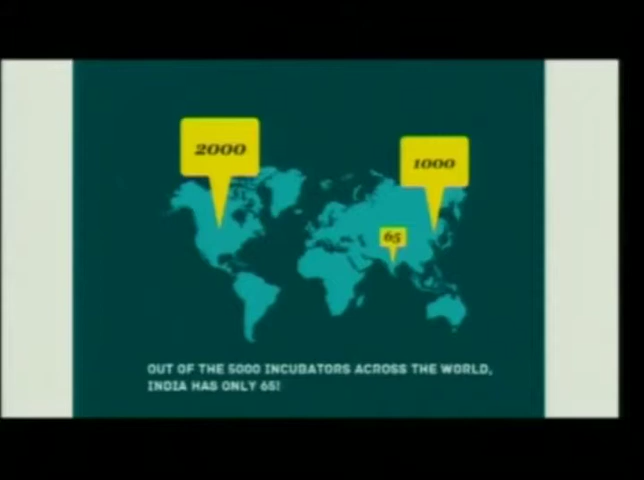 2000
1000
65
OUT OF THE 5000 INCUBATORS ACROSS THE WORLD,
INDIA HAS ONLY 65!